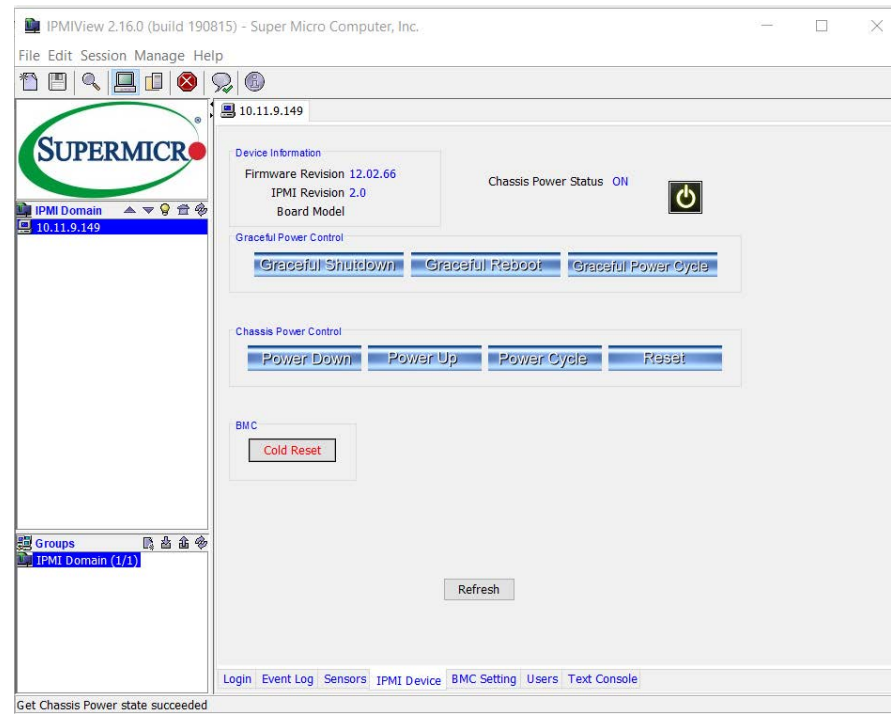 IPMIView 2.16.0 (build 190815) - Super Micro Computer, Inc.
File Edit Session Manage Help
SUPERMICR
IPMI Domain
10.11.9.149
Groups
IPMI Domain (1/1)
10.11.9.149
Device Information
Firmware Revision 12.02.66
IPMI Revision 2.0
Board Model
Chassis Power Status ON
Graceful Power Control
Graceful Shutdown Graceful Reboot Graceful Power Cycle
Chassis Power Control
Power Down Power Up Power Cycle Reset
BMC
Cold Reset
Refresh
Login Event Log Sensors IPMI Device BMC Setting Users Text Console
Get Chassis Power state succeeded